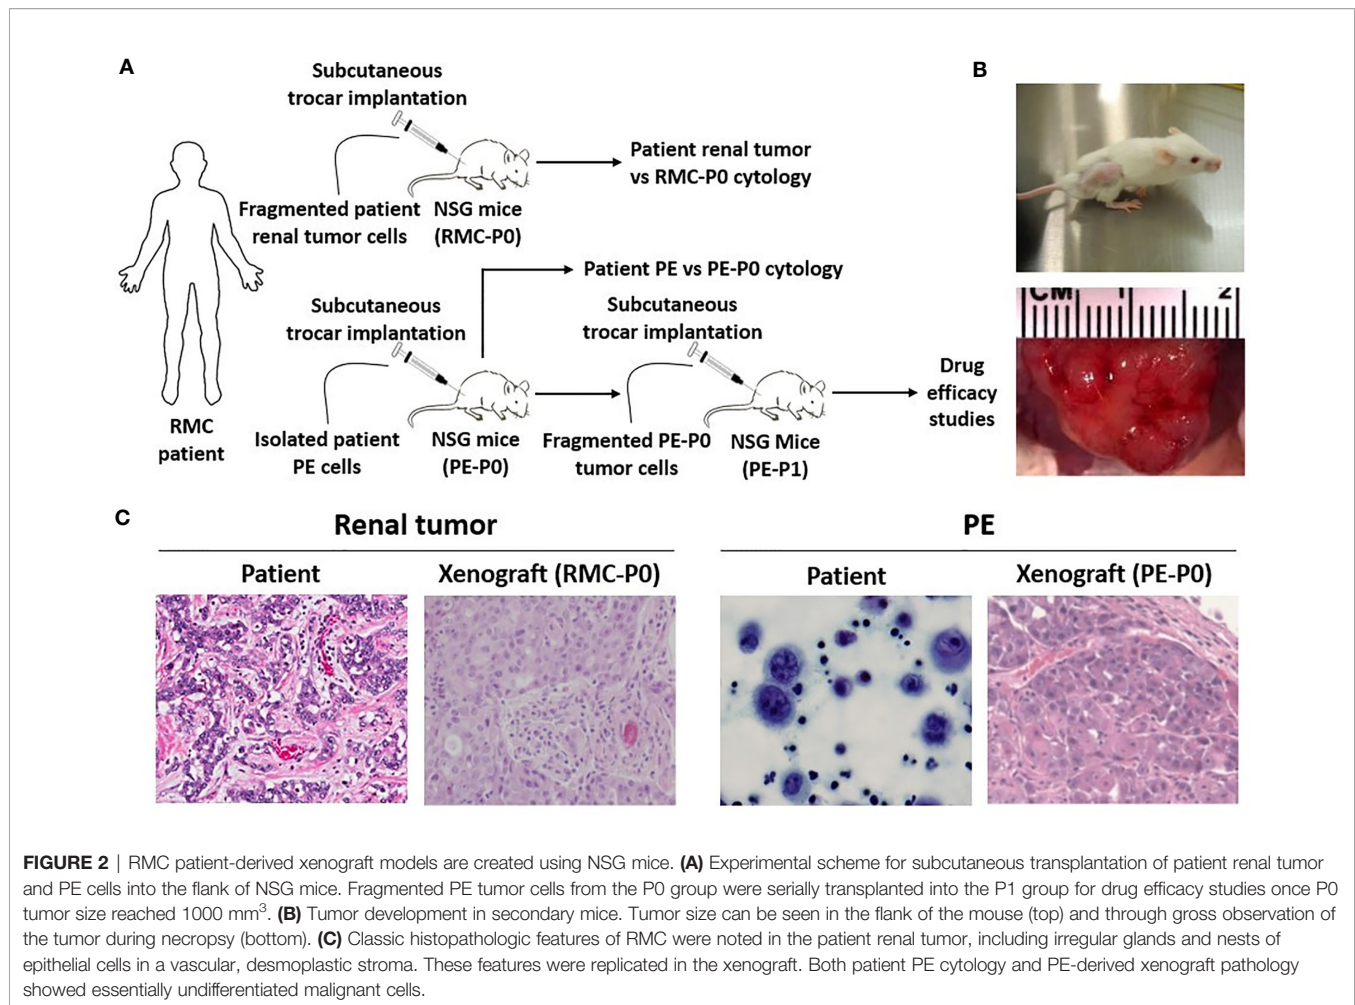 A
Subcutaneous
trocar implantation
Fragmented patient
renal tumor cells
NSG mice
(RMC-P0)
Patient renal tumor
vs RMC-P0 cytology
Patient PE vs PE-P0 cytology
RMC
patient
Subcutaneous
trocar implantation
Isolated patient
PE cells
NSG mice
(PE-P0)
Subcutaneous
trocar implantation
Fragmented PE-P0
tumor cells
NSG Mice
(PE-P1)
Drug
efficacy
studies
B
CM 1 2
C
Renal tumor
Patient
Xenograft (RMC-P0)
PE
Patient
Xenograft (PE-P0)
FIGURE 2 | RMC patient-derived xenograft models are created using NSG mice. (A) Experimental scheme for subcutaneous transplantation of patient renal tumor
and PE cells into the flank of NSG mice. Fragmented PE tumor cells from the P0 group were serially transplanted into the P1 group for drug efficacy studies once P0
tumor size reached 1000 mm³. (B) Tumor development in secondary mice. Tumor size can be seen in the flank of the mouse (top) and through gross observation of
the tumor during necropsy (bottom). (C) Classic histopathologic features of RMC were noted in the patient renal tumor, including irregular glands and nests of
epithelial cells in a vascular, desmoplastic stroma. These features were replicated in the xenograft. Both patient PE cytology and PE-derived xenograft pathology
showed essentially undifferentiated malignant cells.